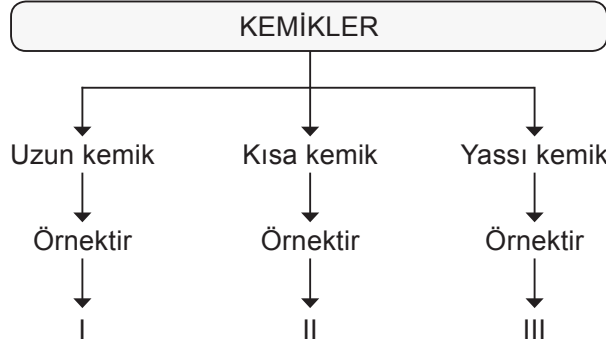 KEMİKLER
Uzun kemik Kısa kemik Yassı kemik
Örnektir Örnektir Örnektir
I II III